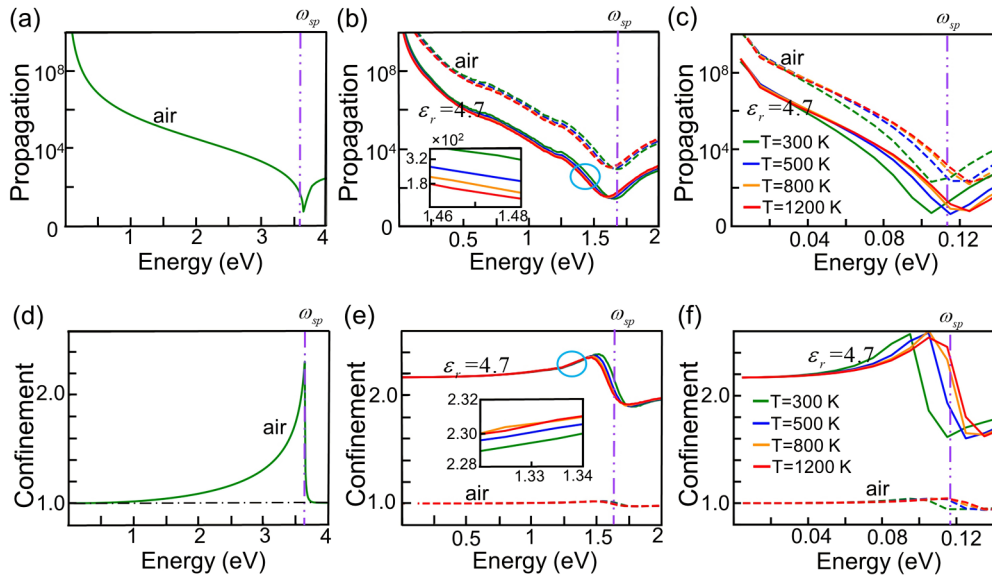 (a)
ω_sp
Propagation
10^8
10^4
0
air
1
2
3
4
Energy (eV)
(b)
ω_sp
Propagation
10^8
10^4
0
air
ε_r=4.7
×10^2
3.2
1.8
1.46
1.48
0.5
1
1.5
2
Energy (eV)
(c)
ω_sp
Propagation
10^8
10^4
0
air
ε_r=4.7
T=300 K
T=500 K
T=800 K
T=1200 K
0.04
0.08
0.12
Energy (eV)
(d)
ω_sp
Confinement
2.0
1.0
air
0
1
2
3
4
Energy (eV)
(e)
ω_sp
Confinement
2.0
1.0
ε_r=4.7
2.32
2.30
2.28
1.33
1.34
air
0.5
1
1.5
2
Energy (eV)
(f)
ω_sp
Confinement
2.0
1.0
ε_r=4.7
T=300 K
T=500 K
T=800 K
T=1200 K
air
0.04
0.08
0.12
Energy (eV)